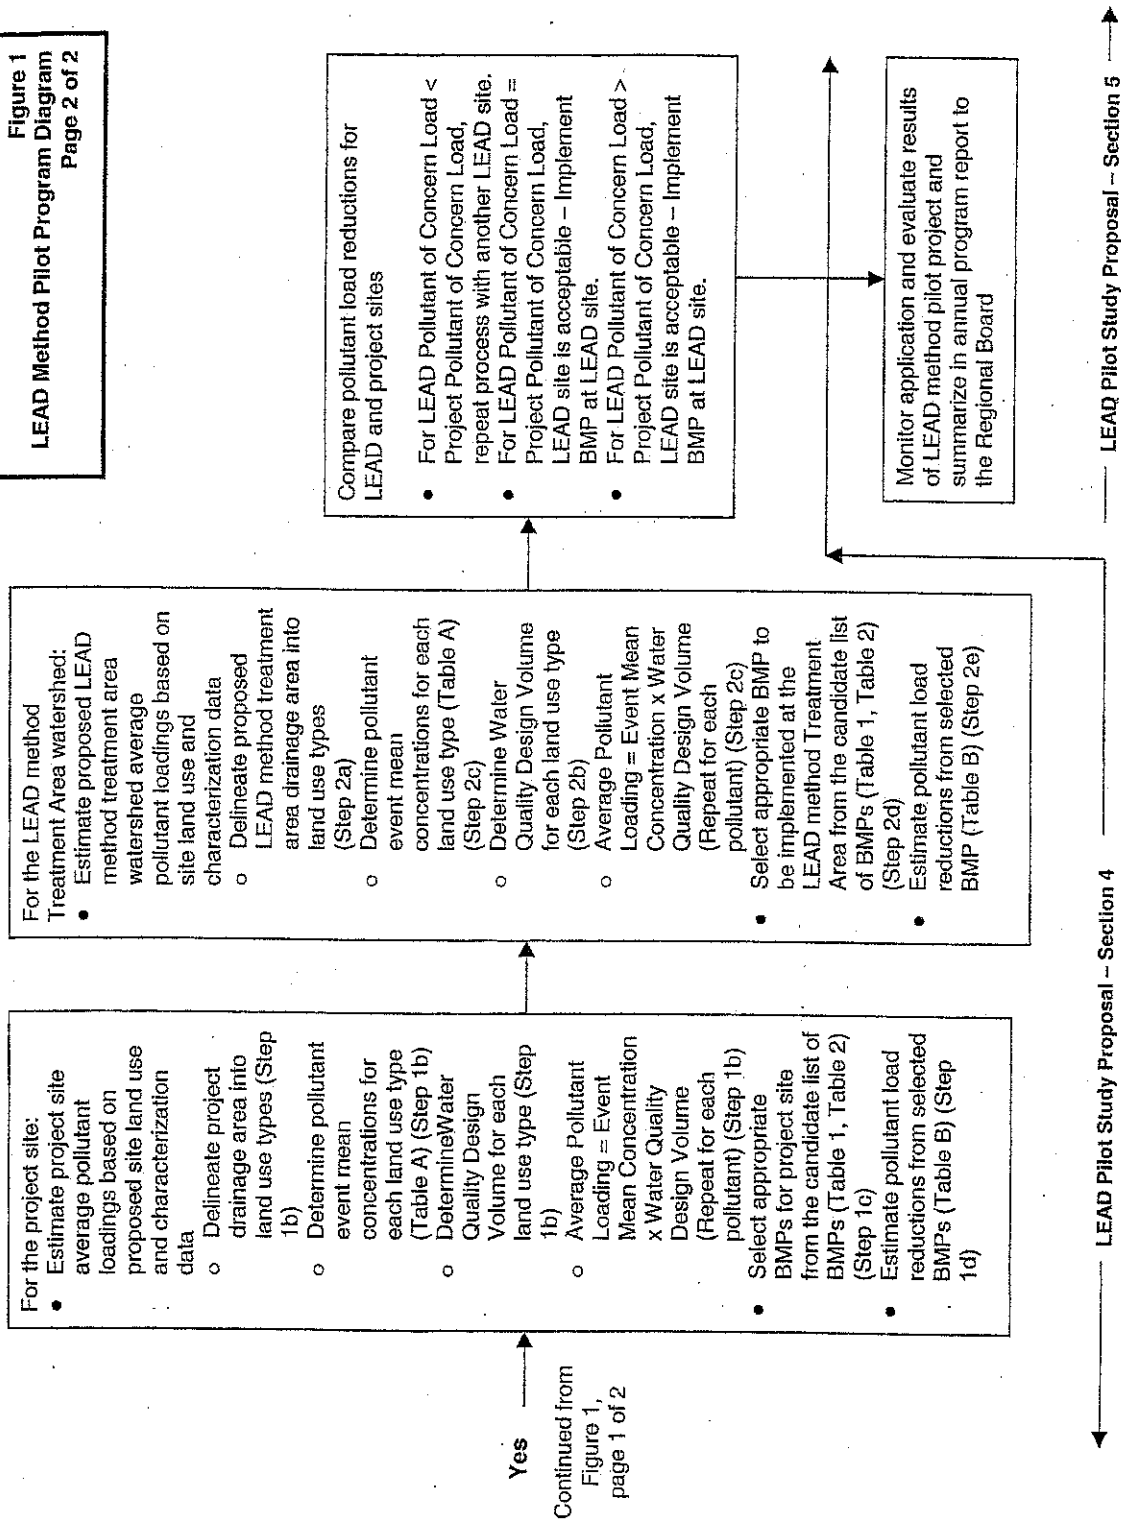 Figure 1
LEAD Method Pilot Program Diagram
Page 2 of 2
Yes
Continued from
Figure 1,
page 1 of 2
For the project site:
• Estimate project site
average pollutant
loadings based on
proposed site land use
and characterization
data
o Delineate project
drainage area into
land use types (Step
1b)
o Determine pollutant
event mean
concentrations for
each land use type
(Table A) (Step 1b)
o DetermineWater
Quality Design
Volume for each
land use type (Step
1b)
o Average Pollutant
Loading = Event
Mean Concentration
x Water Quality
Design Volume
(Repeat for each
pollutant) (Step 1b)
• Select appropriate
BMPs for project site
from the candidate list of
BMPs (Table 1, Table 2)
(Step 1c)
• Estimate pollutant load
reductions from selected
BMPs (Table B) (Step
1d)
For the LEAD method
Treatment Area watershed:
• Estimate proposed LEAD
method treatment area
watershed average
pollutant loadings based on
site land use and
characterization data
o Delineate proposed
LEAD method treatment
area drainage area into
land use types
(Step 2a)
o Determine pollutant
event mean
concentrations for each
land use type (Table A)
(Step 2c)
o Determine Water
Quality Design Volume
for each land use type
(Step 2b)
o Average Pollutant
Loading = Event Mean
Concentration x Water
Quality Design Volume
(Repeat for each
pollutant) (Step 2c)
• Select appropriate BMP to
be implemented at the
LEAD method Treatment
Area from the candidate list
of BMPs (Table 1, Table 2)
(Step 2d)
• Estimate pollutant load
reductions from selected
BMP (Table B) (Step 2e)
Compare pollutant load reductions for
LEAD and project sites
• For LEAD Pollutant of Concern Load <
Project Pollutant of Concern Load,
repeat process with another LEAD site.
• For LEAD Pollutant of Concern Load =
Project Pollutant of Concern Load,
LEAD site is acceptable – Implement
BMP at LEAD site.
• For LEAD Pollutant of Concern Load >
Project Pollutant of Concern Load,
LEAD site is acceptable – Implement
BMP at LEAD site.
Monitor application and evaluate results
of LEAD method pilot project and
summarize in annual program report to
the Regional Board
LEAD Pilot Study Proposal – Section 4
LEAD Pilot Study Proposal – Section 5